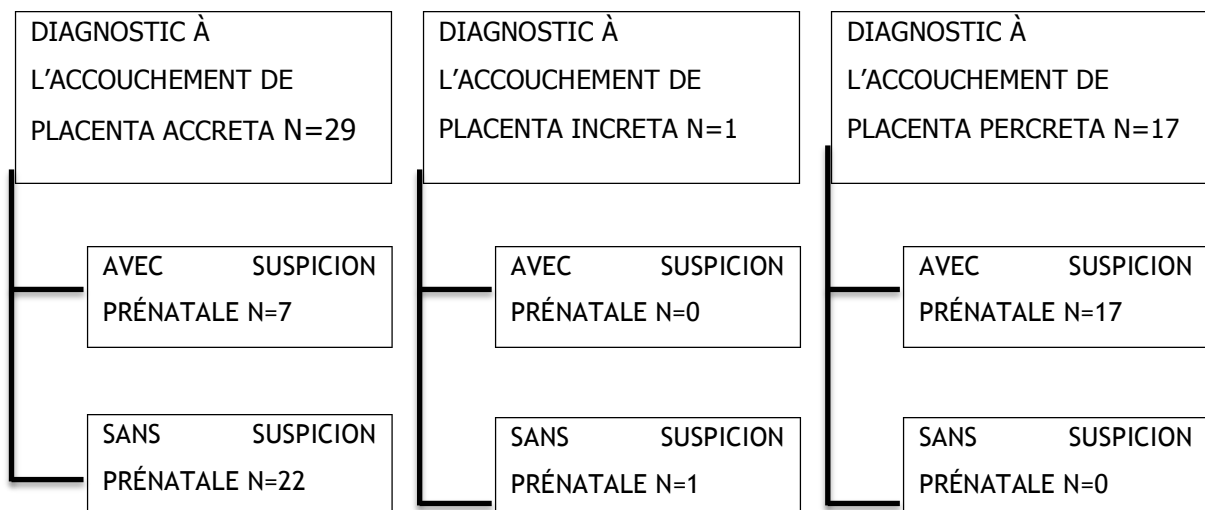 DIAGNOSTIC À
L'ACCOUCHEMENT DE
PLACENTA ACCRETA N=29
AVEC SUSPICION
PRÉNATALE N=7
SANS SUSPICION
PRÉNATALE N=22
DIAGNOSTIC À
L'ACCOUCHEMENT DE
PLACENTA INCRETA N=1
AVEC SUSPICION
PRÉNATALE N=0
SANS SUSPICION
PRÉNATALE N=1
DIAGNOSTIC À
L'ACCOUCHEMENT DE
PLACENTA PERCRETA N=17
AVEC SUSPICION
PRÉNATALE N=17
SANS SUSPICION
PRÉNATALE N=0